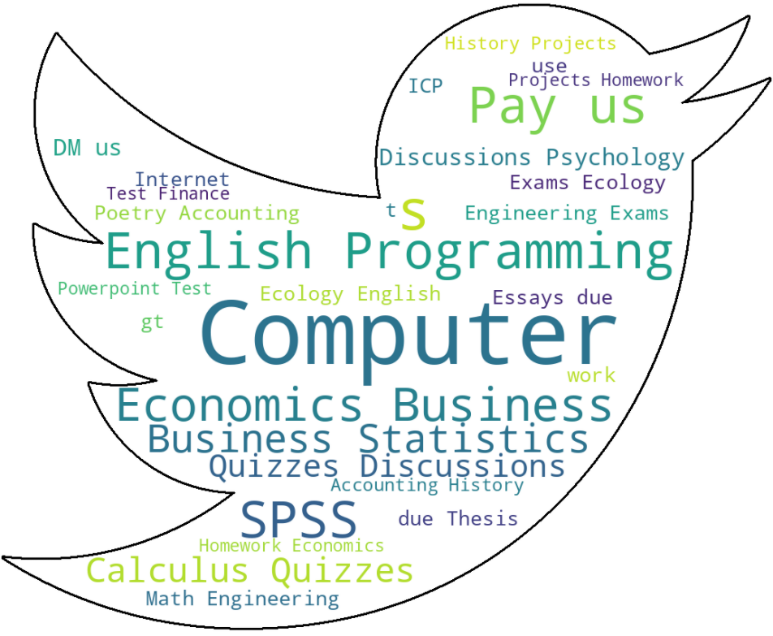 History Projects
use
ICP
Projects Homework
Pay us
DM us
Discussions Psychology
Internet
Exams Ecology
Test Finance
Poetry Accounting
t
s
Engineering Exams
English Programming
Powerpoint Test
Ecology English
Essays due
gt
Computer
work
Economics Business
Business Statistics
Quizzes Discussions
Accounting History
SPSS
due Thesis
Homework Economics
Calculus Quizzes
Math Engineering